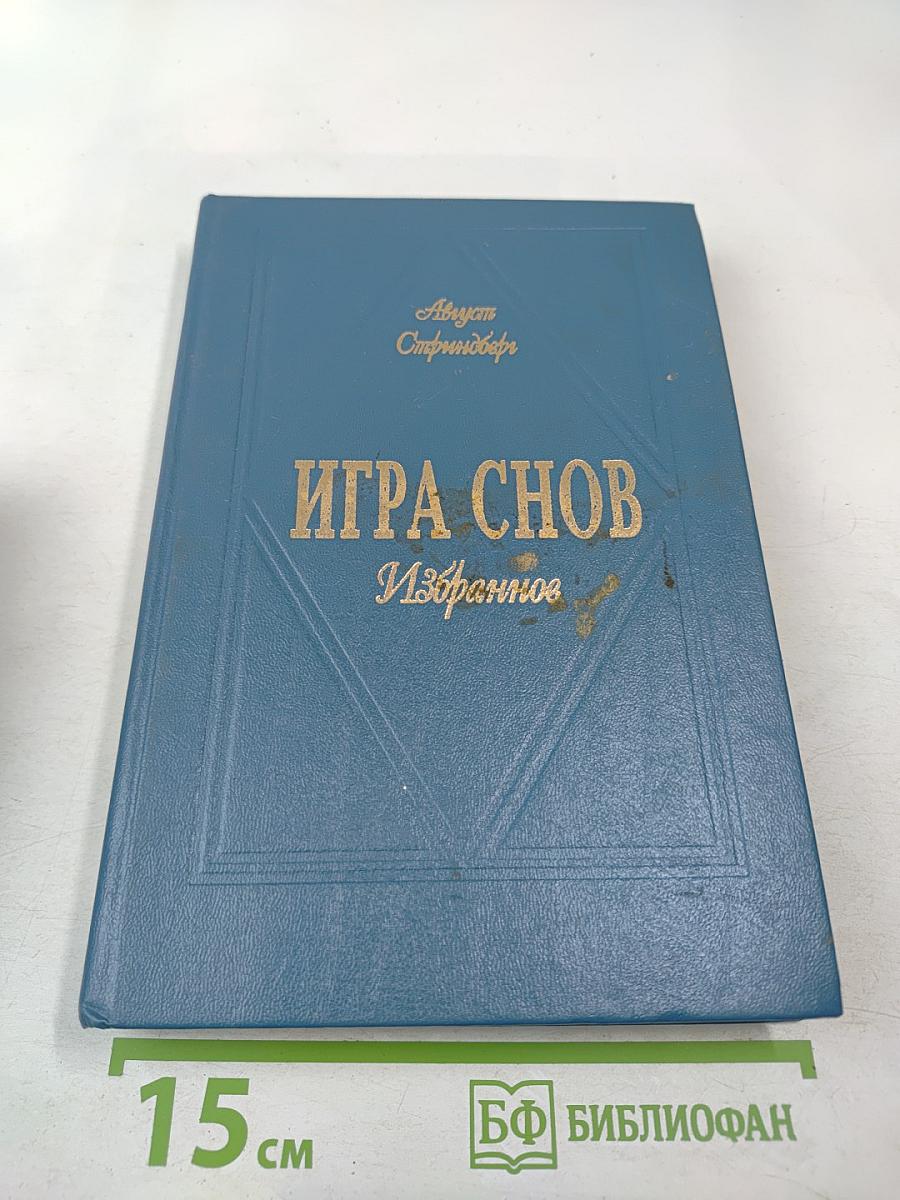 Август
Стриндберг
ИГРА СНОВ
Избранное
15 см
БФ БИБЛИОФАН